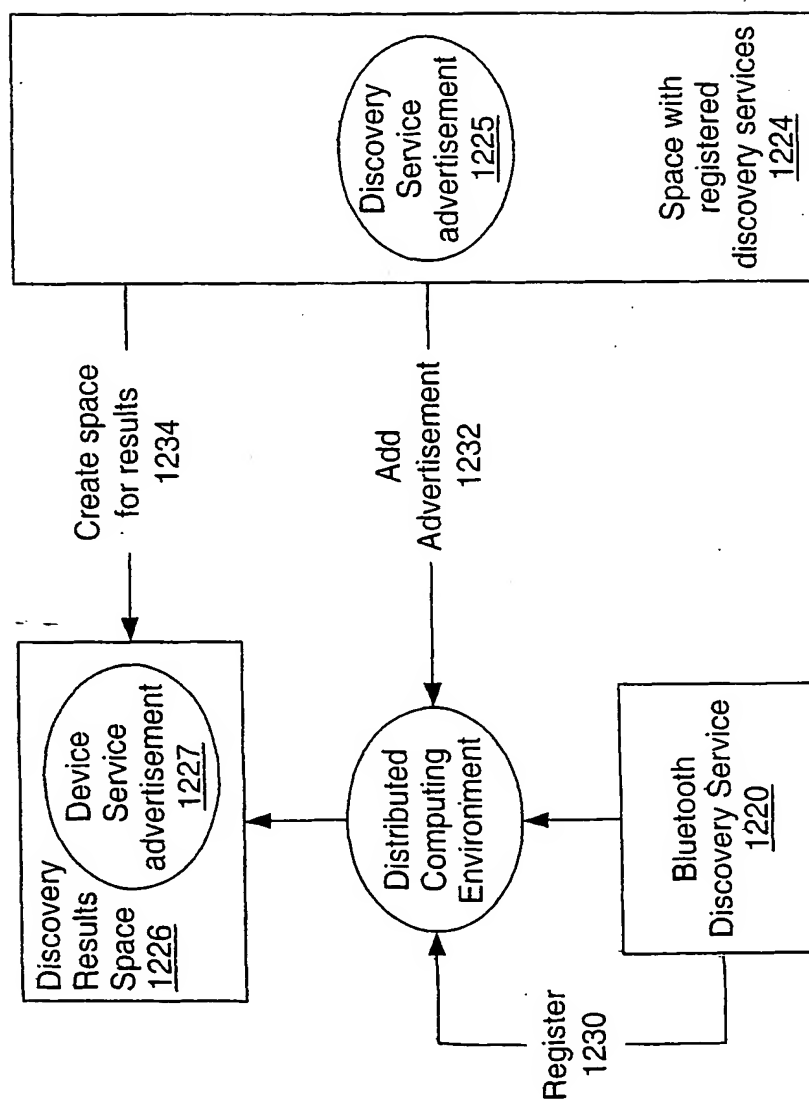 Discovery
Results
Space
1226
Device
Service
advertisement
1227
Create space
for results
1234
Discovery
Service
advertisement
1225
Space with
registered
discovery services
1224
Distributed
Computing
Environment
Add
Advertisement
1232
Register
1230
Bluetooth
Discovery Service
1220